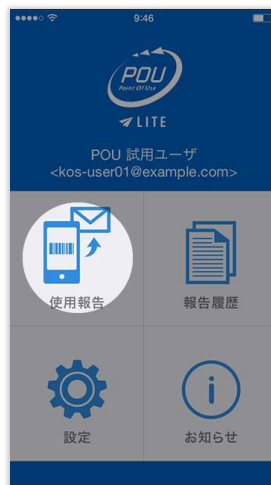 9:46
POU
Point Of Use
LITE
POU 試用ユーザ
<kos-user01@example.com>
使用報告
報告履歴
設定
お知らせ